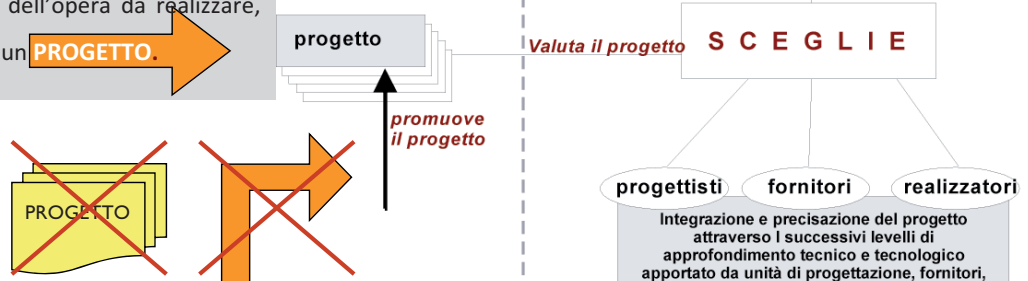 dell'opera da realizzare,
un PROGETTO.
progetto
promuove
il progetto
PROGETTO
Valuta il progetto
SCEGLIE
progettisti
fornitori
realizzatori
Integrazione e precisazione del progetto
attraverso I successivi levelli di
approfondimento tecnico e tecnologico
apportato da unità di progettazione, fornitori,